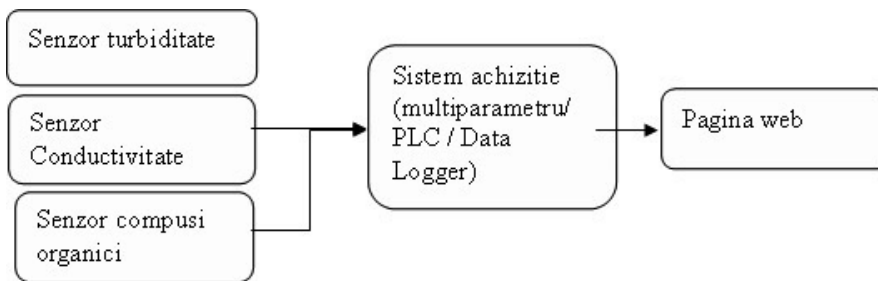 Senzor turbiditate
Senzor
Conductivitate
Senzor compusi
organici
Sistem achizitie
(multiparametru/
PLC / Data
Logger)
Pagina web